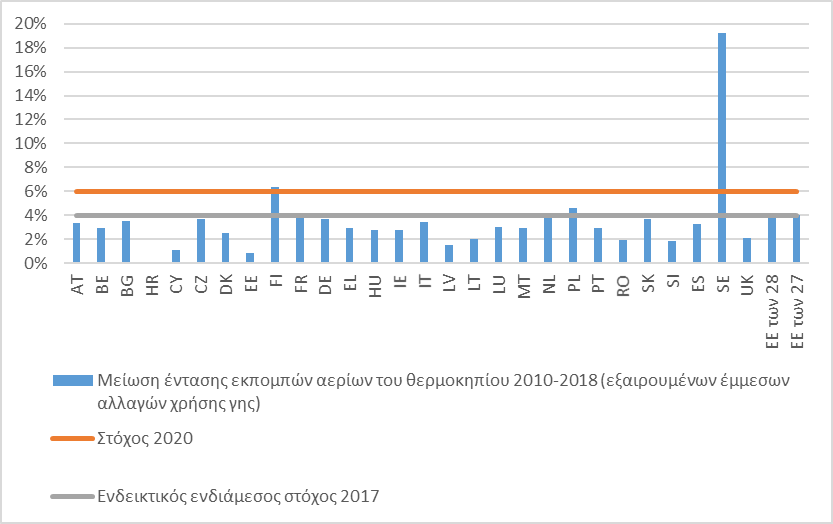 20%
18%
16%
14%
12%
10%
8%
6%
4%
2%
0%
AT
BE
BG
HR
CY
CZ
DK
EE
FI
FR
DE
EL
HU
IE
IT
LV
LT
LU
MT
NL
PL
PT
RO
SK
SI
ES
SE
UK
ΕΕ των 28
ΕΕ των 27
Μείωση έντασης εκπομπών αερίων του θερμοκηπίου 2010-2018 (εξαιρουμένων έμμεσων
αλλαγών χρήσης γης)
Στόχος 2020
Ενδεικτικός ενδιάμεσος στόχος 2017